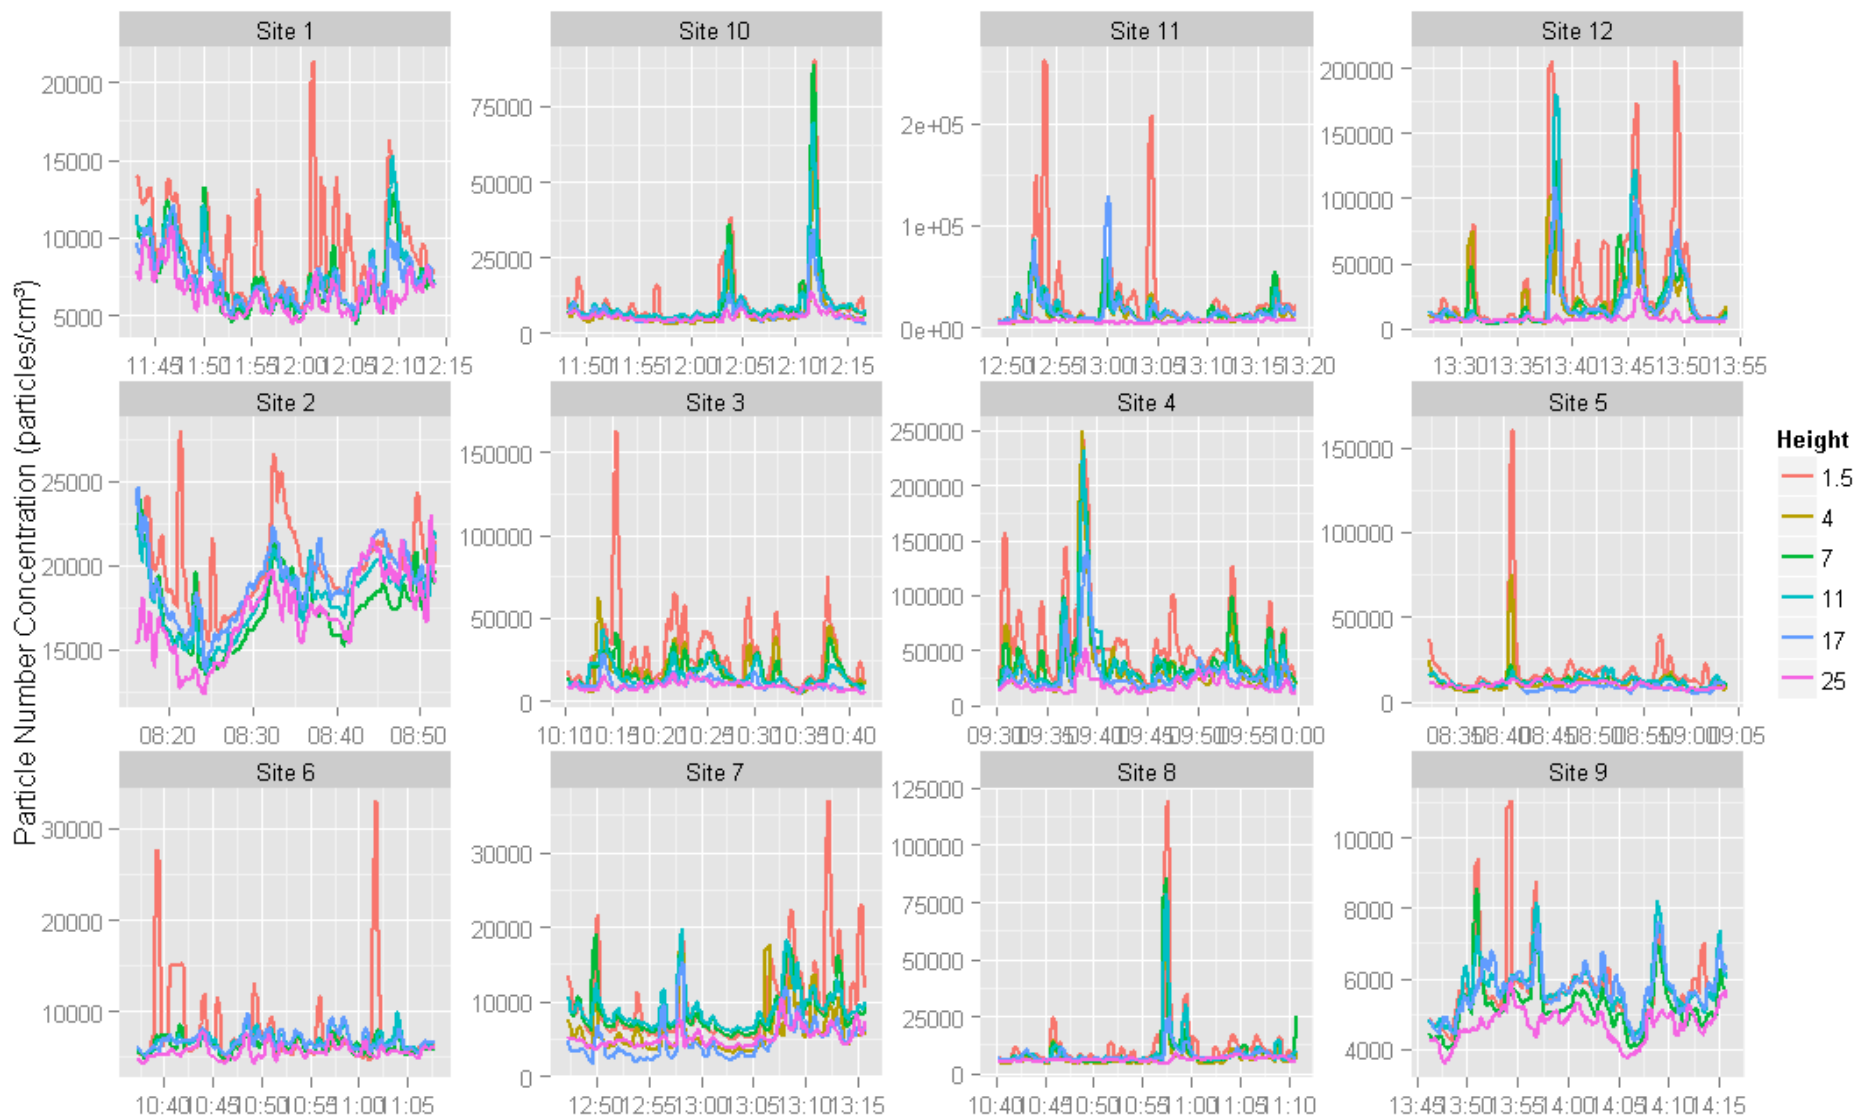 Particle Number Concentration (particles/cm³)
Site 1
20000
15000
10000
5000
11:45 11:50 11:55 12:00 12:05 12:10 12:15
Site 10
75000
50000
25000
0
11:50 11:55 12:00 12:05 12:10 12:15
Site 11
2e+05
1e+05
0e+00
12:50 12:55 13:00 13:05 13:10 13:15 13:20
Site 12
200000
150000
100000
50000
0
13:30 13:35 13:40 13:45 13:50 13:55
Site 2
25000
20000
15000
08:20 08:30 08:40 08:50
Site 3
150000
100000
50000
0
10:10 10:15 10:20 10:25 10:30 10:35 10:40
Site 4
250000
200000
150000
100000
50000
0
09:30 09:35 09:40 09:45 09:50 09:55 10:00
Site 5
150000
100000
50000
0
08:35 08:40 08:45 08:50 08:55 09:00 09:05
Site 6
30000
20000
10000
10:40 10:45 10:50 10:55 11:00 11:05
Site 7
30000
20000
10000
0
12:50 12:55 13:00 13:05 13:10 13:15
Site 8
125000
100000
75000
50000
25000
0
10:40 10:45 10:50 10:55 11:00 11:05 11:10
Site 9
10000
8000
6000
4000
13:45 13:50 13:55 14:00 14:05 14:10 14:15
Height
1.5
4
7
11
17
25